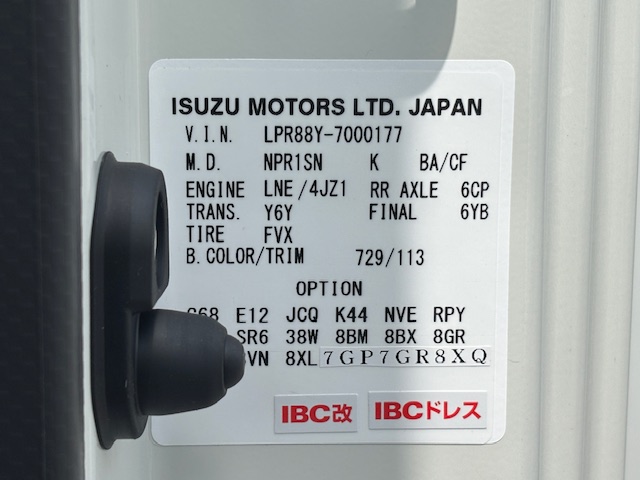 ISUZU MOTORS LTD. JAPAN
V.I.N. LPR88Y-7000177
M.D. NPR1SN K BA/CF
ENGINE LNE/4JZ1 RR AXLE 6CP
TRANS. Y6Y FINAL 6YB
TIRE FVX
B.COLOR/TRIM 729/113
OPTION
E12 JCQ K44 NVE RPY
SR6 38W 8BM 8BX 8GR
8XL 7GP7GR8XQ
IBC改 IBCドレス